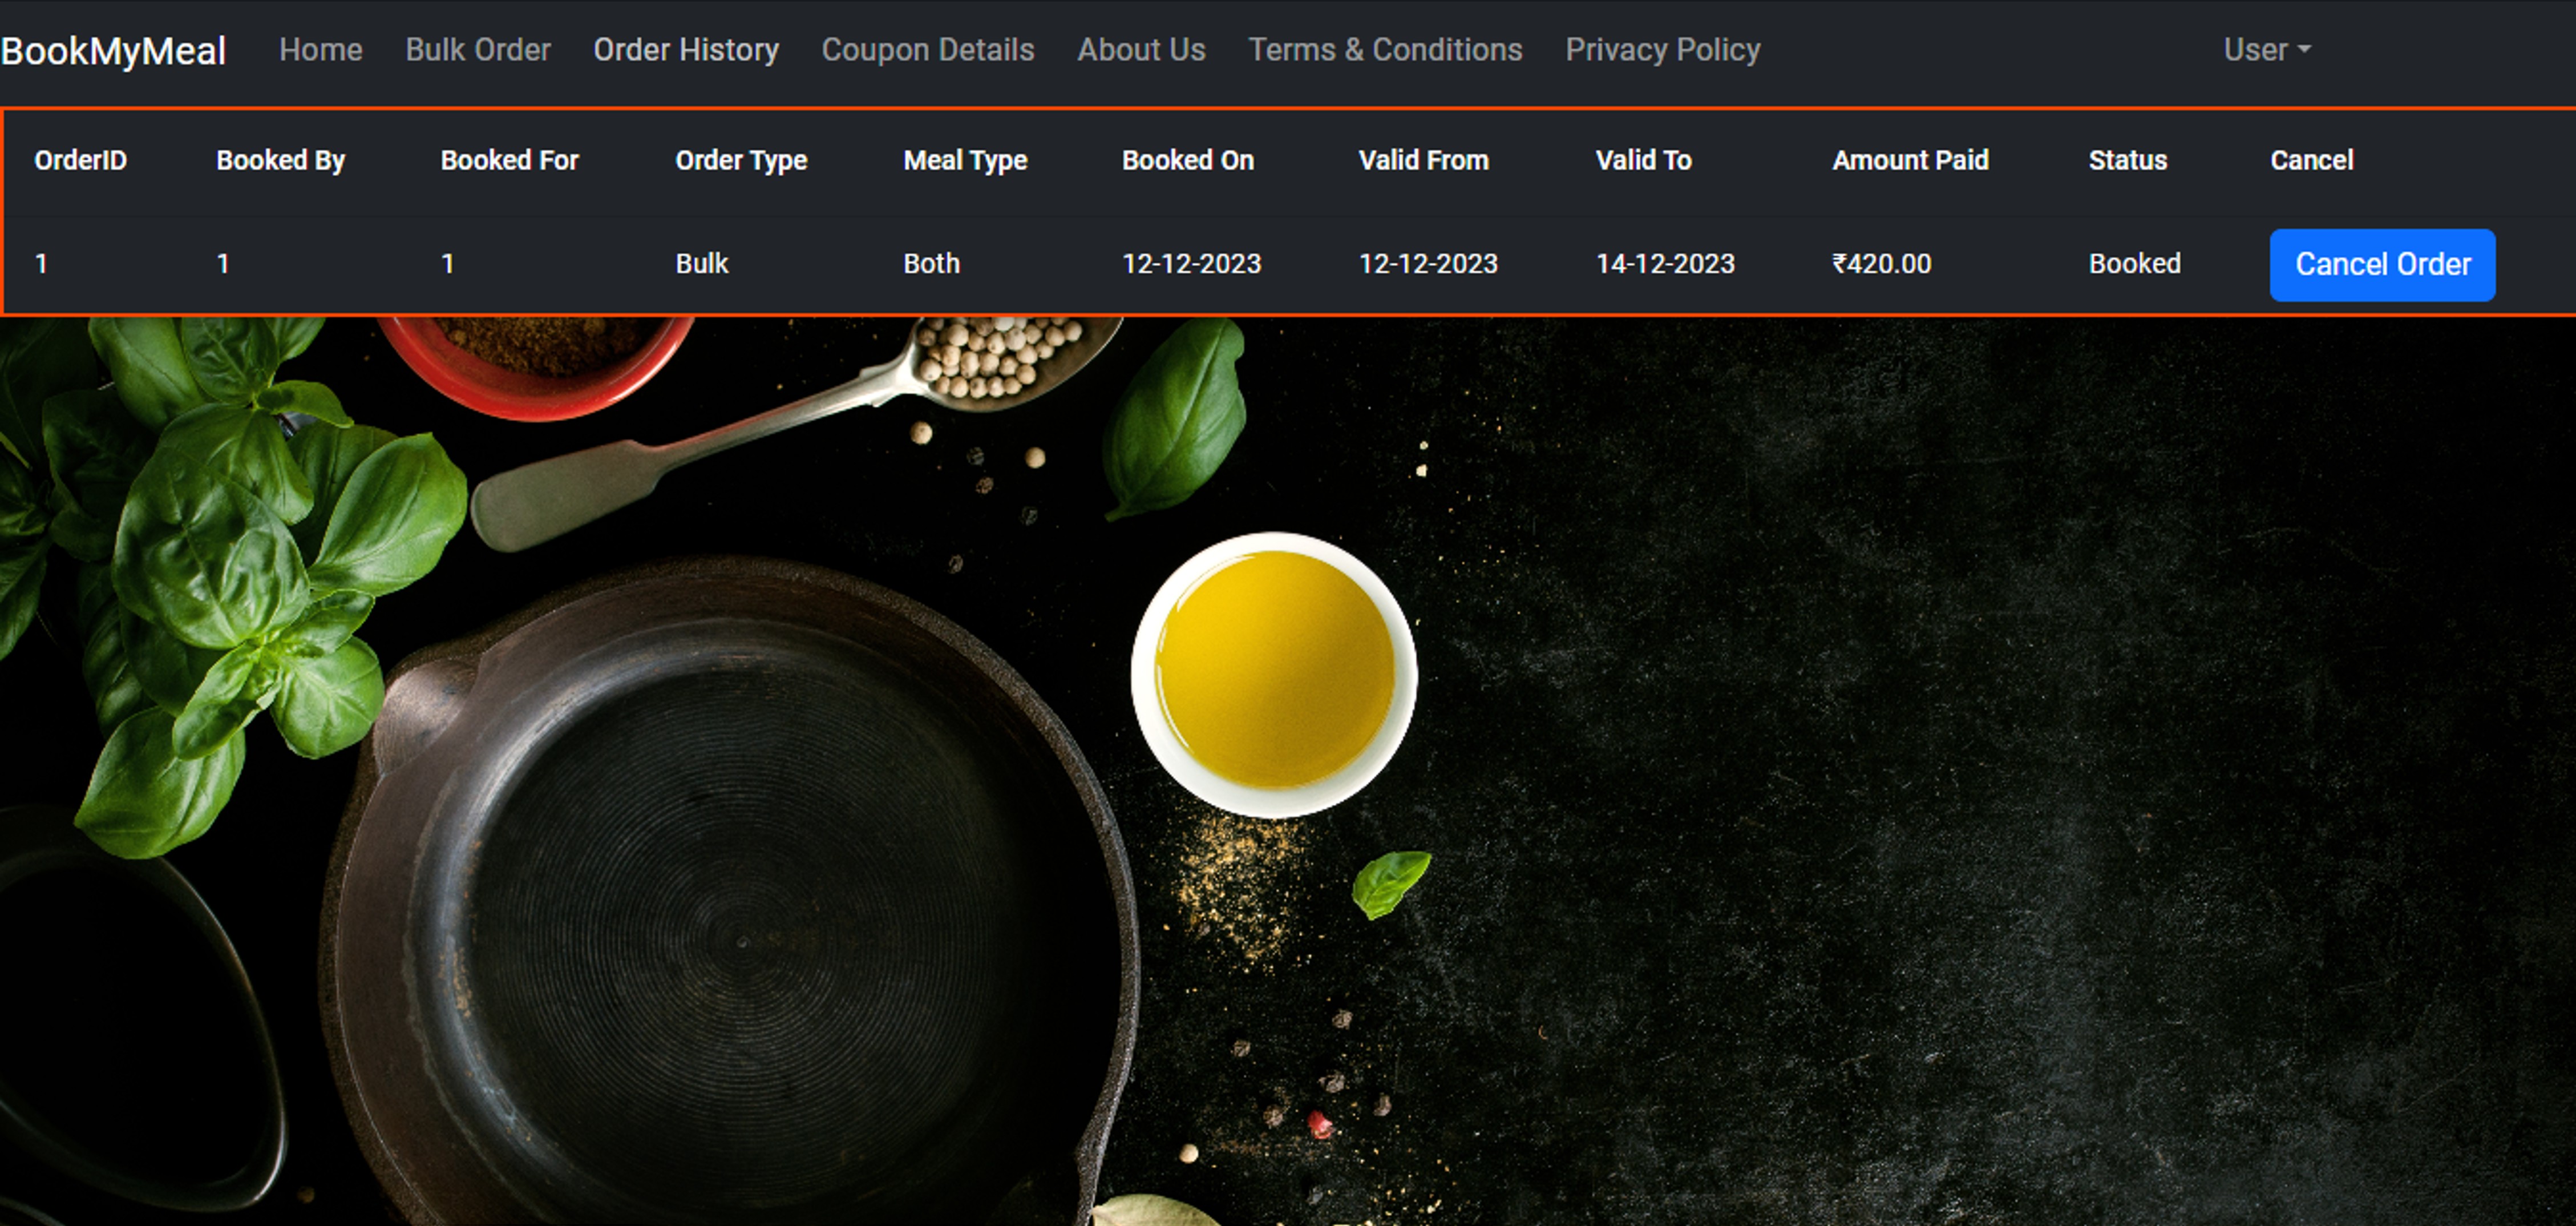 BookMyMeal Home Bulk Order Order History Coupon Details About Us Terms & Conditions Privacy Policy User
OrderID Booked By Booked For Order Type Meal Type Booked On Valid From Valid To Amount Paid Status Cancel
1 1 1 Bulk Both 12-12-2023 12-12-2023 14-12-2023 ₹420.00 Booked Cancel Order